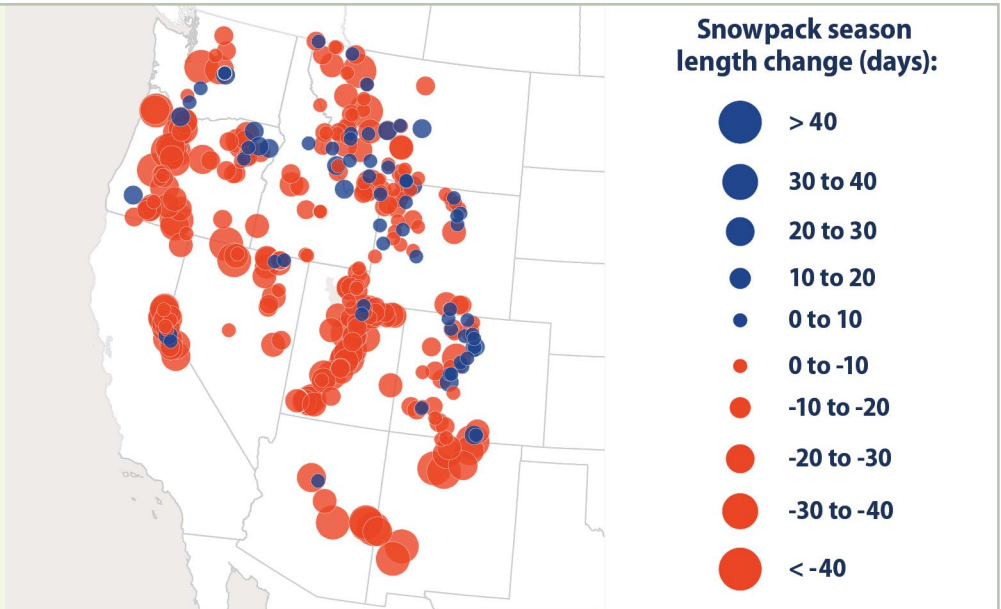 Snowpack season
length change (days):
> 40
30 to 40
20 to 30
10 to 20
0 to 10
0 to -10
-10 to -20
-20 to -30
-30 to -40
< -40